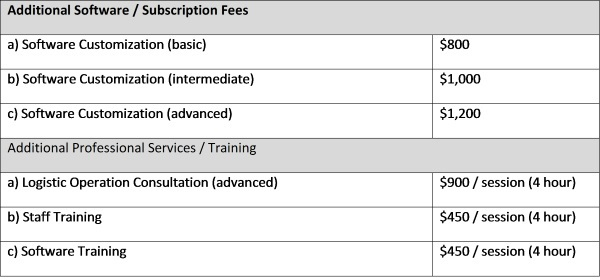 Additional Software / Subscription Fees
a) Software Customization (basic) $800
b) Software Customization (intermediate) $1,000
c) Software Customization (advanced) $1,200
Additional Professional Services / Training
a) Logistic Operation Consultation (advanced) $900 / session (4 hour)
b) Staff Training $450 / session (4 hour)
c) Software Training $450 / session (4 hour)